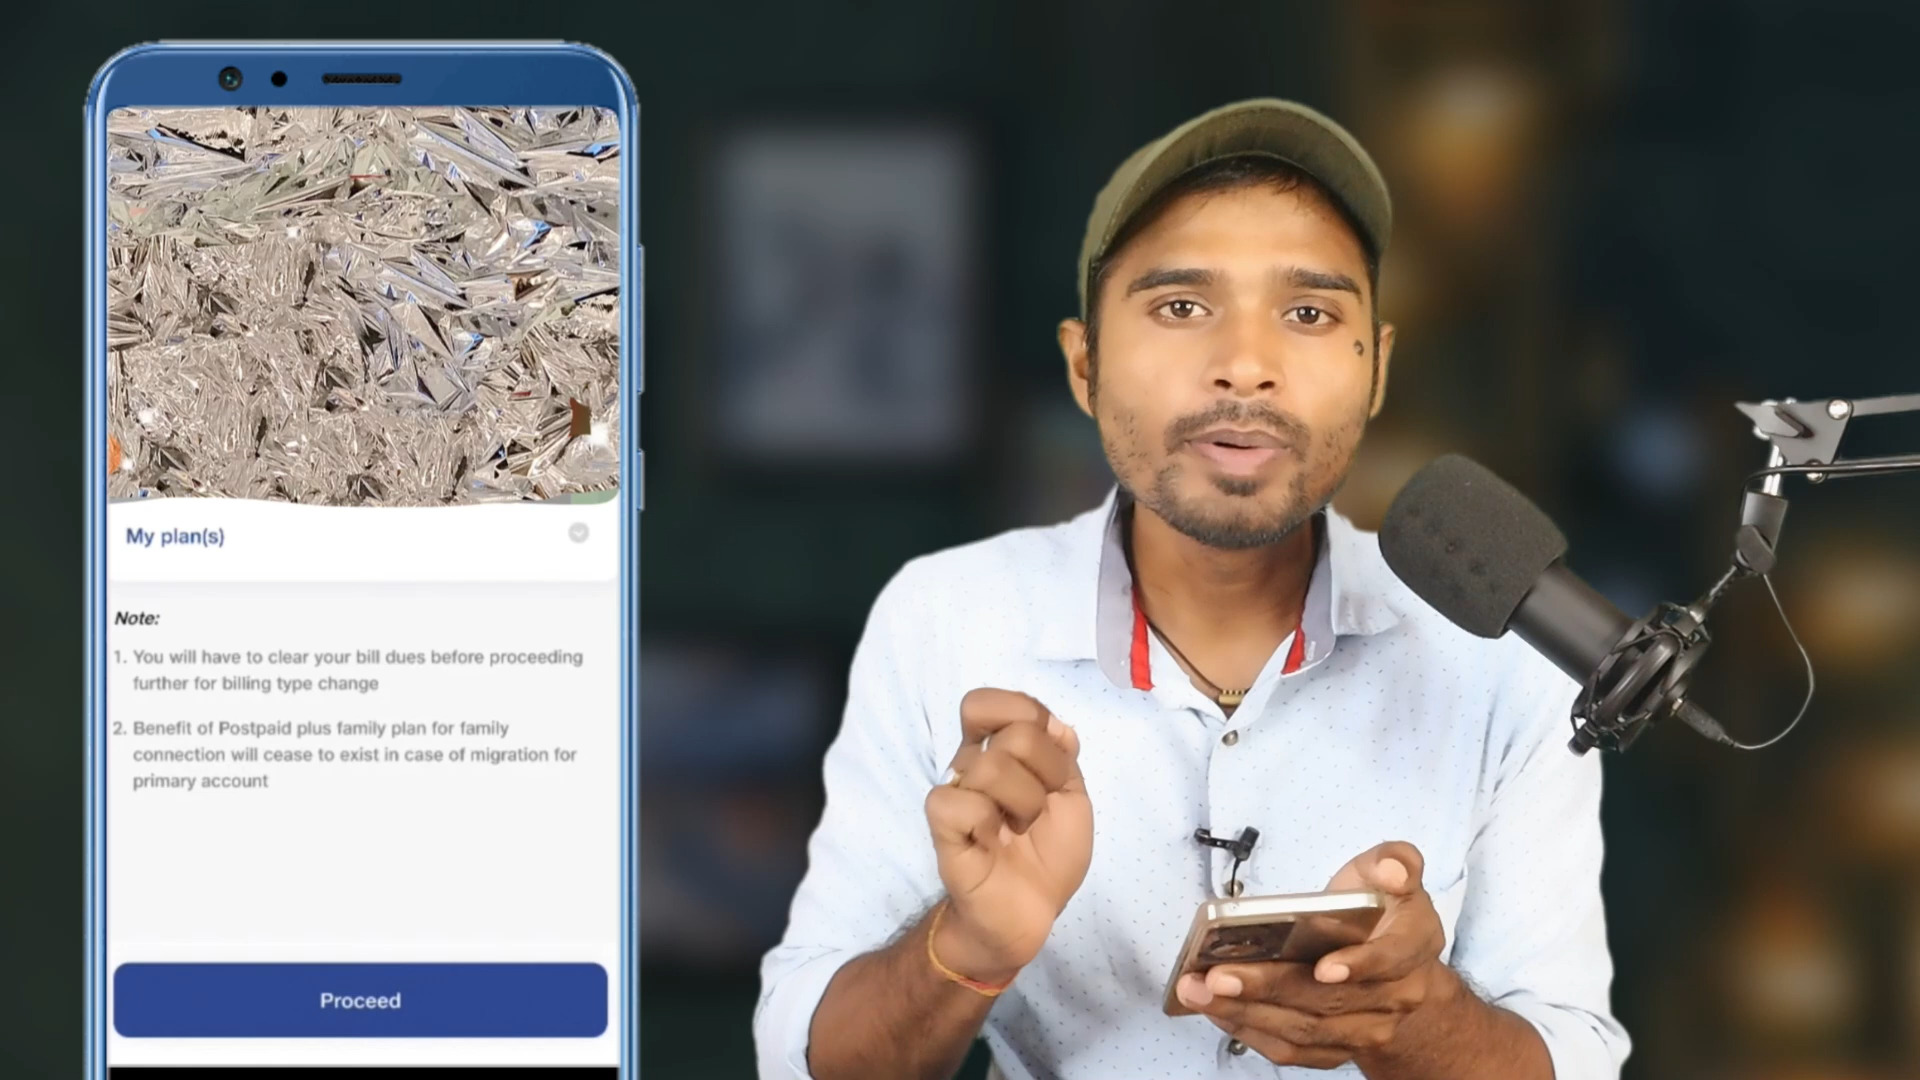 My plan(s)
Note:
1. You will have to clear your bill dues before proceeding
further for billing type change
2. Benefit of Postpaid plus family plan for family
connection will cease to exist in case of migration for
primary account
Proceed